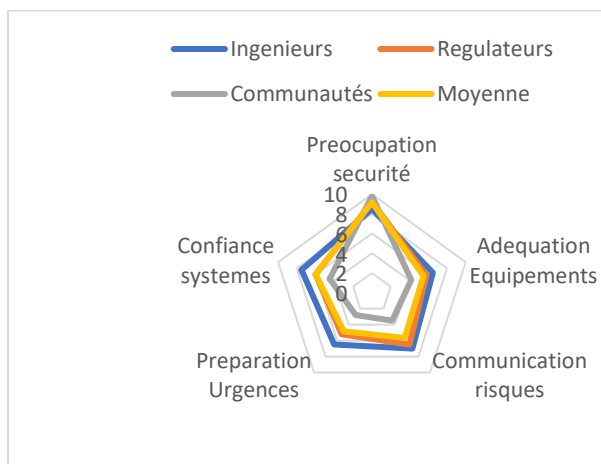 Ingenieurs
Regulateurs
Communautés
Moyenne
Preocupation
securité
10
8
6
4
2
0
Adequation
Equipements
Communication
risques
Preparation
Urgences
Confiance
systemes